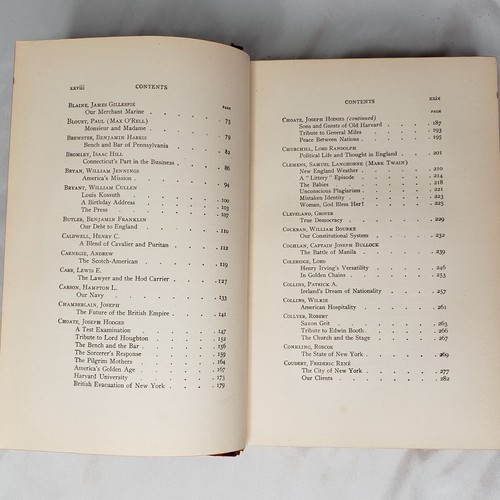 xxviii CONTENTS
PAGE
BLAINE, JAMES GILLESPIE
Our Merchant Marine . . . . . 73
BLOUET, PAUL (MAX O'RELL)
Monsieur and Madame . . . . . 79
BREWSTER, BENJAMIN HARRIS
Bench and Bar of Pennsylvania . . . . 82
BROMLEY, ISAAC HILL
Connecticut's Part in the Business . . . . 86
BRYAN, WILLIAM JENNINGS
America's Mission . . . . . 94
BRYANT, WILLIAM CULLEN
Louis Kossuth . . . . . 100
A Birthday Address . . . . . 103
The Press . . . . . 107
BUTLER, BENJAMIN FRANKLIN
Our Debt to England . . . . . 110
CALDWELL, HENRY C.
A Blend of Cavalier and Puritan . . . . 112
CARNEGIE, ANDREW
The Scotch-American . . . . . 119
CARR, LEWIS E.
The Lawyer and the Hod Carrier . . . . 127
CARSON, HAMPTON L.
Our Navy . . . . . 133
CHAMBERLAIN, JOSEPH
The Future of the British Empire . . . . 141
CHOATE, JOSEPH HODGES
A Test Examination . . . . . 147
Tribute to Lord Houghton . . . . . 152
The Bench and the Bar . . . . . 156
The Sorcerer's Response . . . . . 159
The Pilgrim Mothers . . . . . 164
America's Golden Age . . . . . 167
Harvard University . . . . . 173
British Evacuation of New York . . . . 179
CONTENTS xxix
PAGE
CHOATE, JOSEPH HODGES (continued)
Sons and Guests of Old Harvard . . . . 187
Tribute to General Miles . . . . . 193
Peace Between Nations . . . . . 195
CHURCHILL, LORD RANDOLPH
Political Life and Thought in England . . . . 201
CLEMENS, SAMUEL LANGHORNE (MARK TWAIN)
New England Weather . . . . . 210
A "Littery" Episode . . . . . 214
The Babies . . . . . 218
Unconscious Plagiarism . . . . . 221
Mistaken Identity . . . . . 223
Woman, God Bless Her! . . . . . 225
CLEVELAND, GROVER
True Democracy . . . . . 229
COCKRAN, WILLIAM BOURKE
Our Constitutional System . . . . . 232
COGHLAN, CAPTAIN JOSEPH BULLOCK
The Battle of Manila . . . . . 239
COLERIDGE, LORD
Henry Irving's Versatility . . . . . 246
In Golden Chains . . . . . 253
COLLINS, PATRICK A.
Ireland's Dream of Nationality . . . . 257
COLLINS, WILKIE
American Hospitality . . . . . 261
COLLYER, ROBERT
Saxon Grit . . . . . 263
Tribute to Edwin Booth . . . . . 266
The Church and the Stage . . . . . 267
CONKLING, ROSCOE
The State of New York . . . . . 269
COUDERT, FREDERIC RENÉ
The City of New York . . . . . 277
Our Clients . . . . . 282